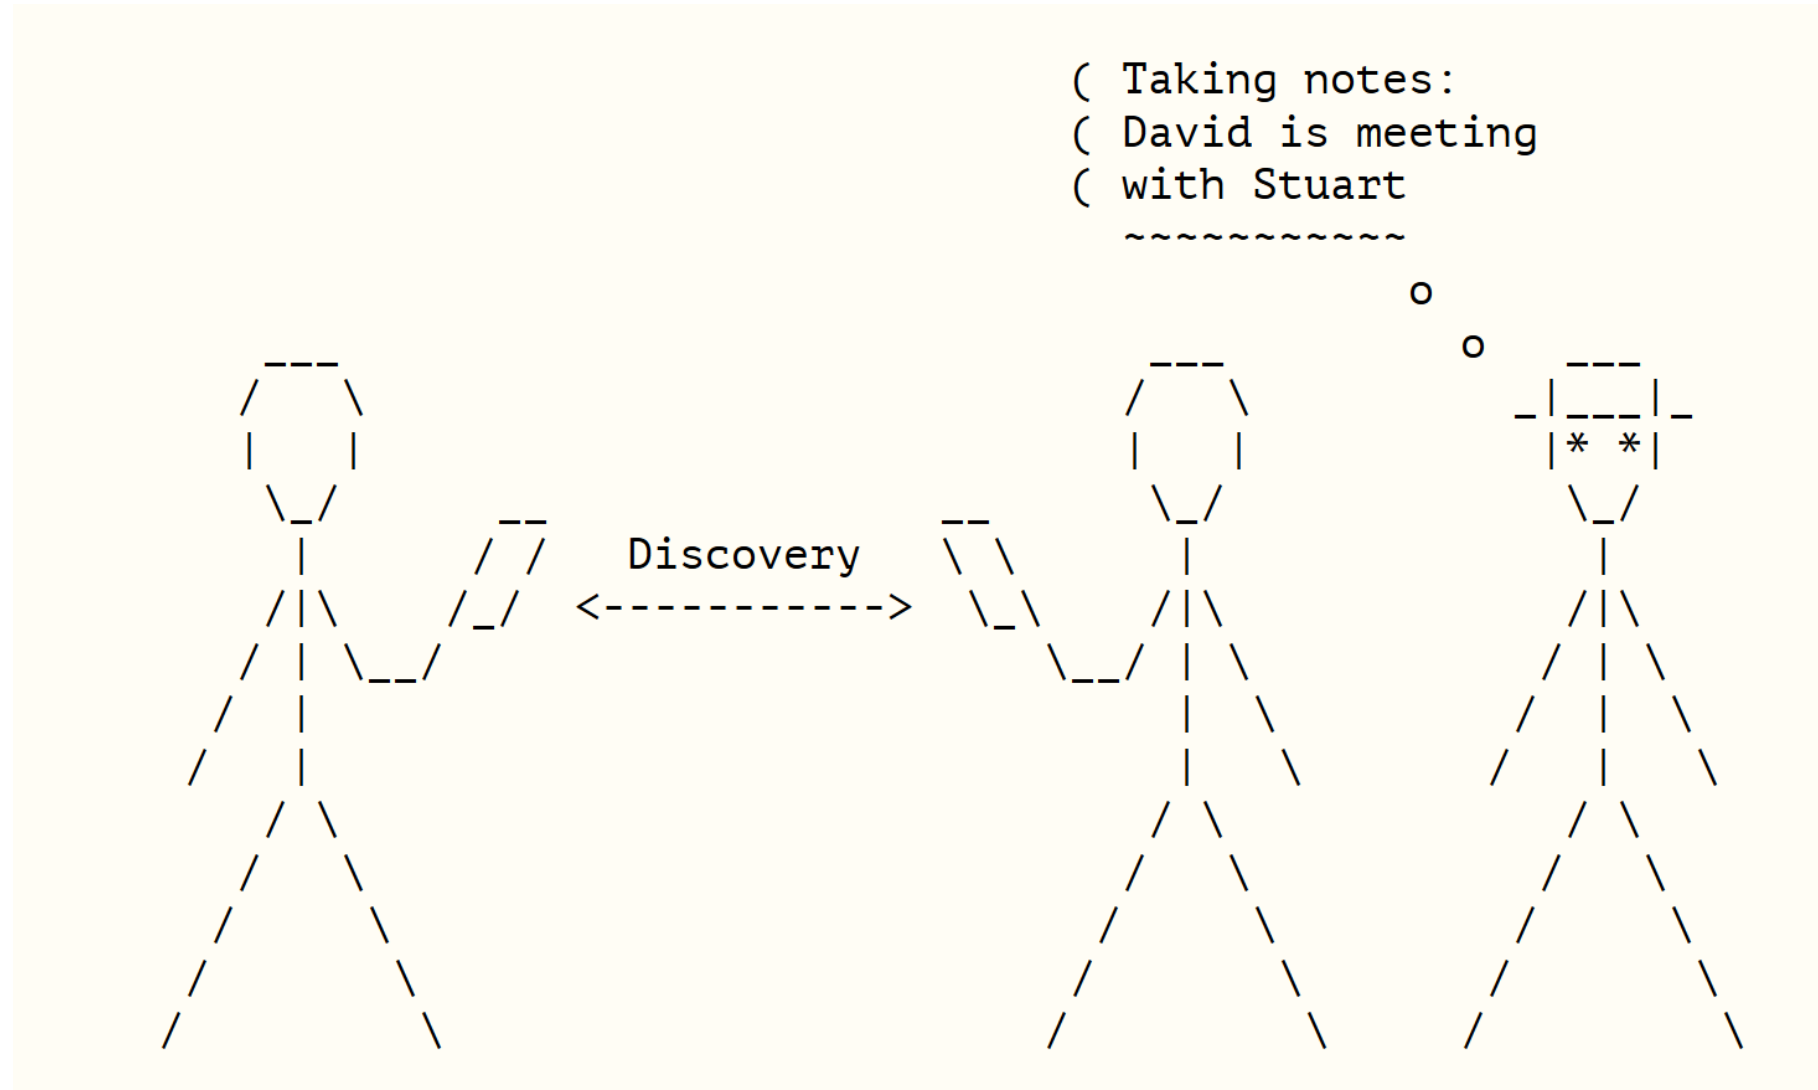 ( Taking notes:
( David is meeting
( with Stuart
~~~~~~~~~~~
o
o
Discovery
<----------->